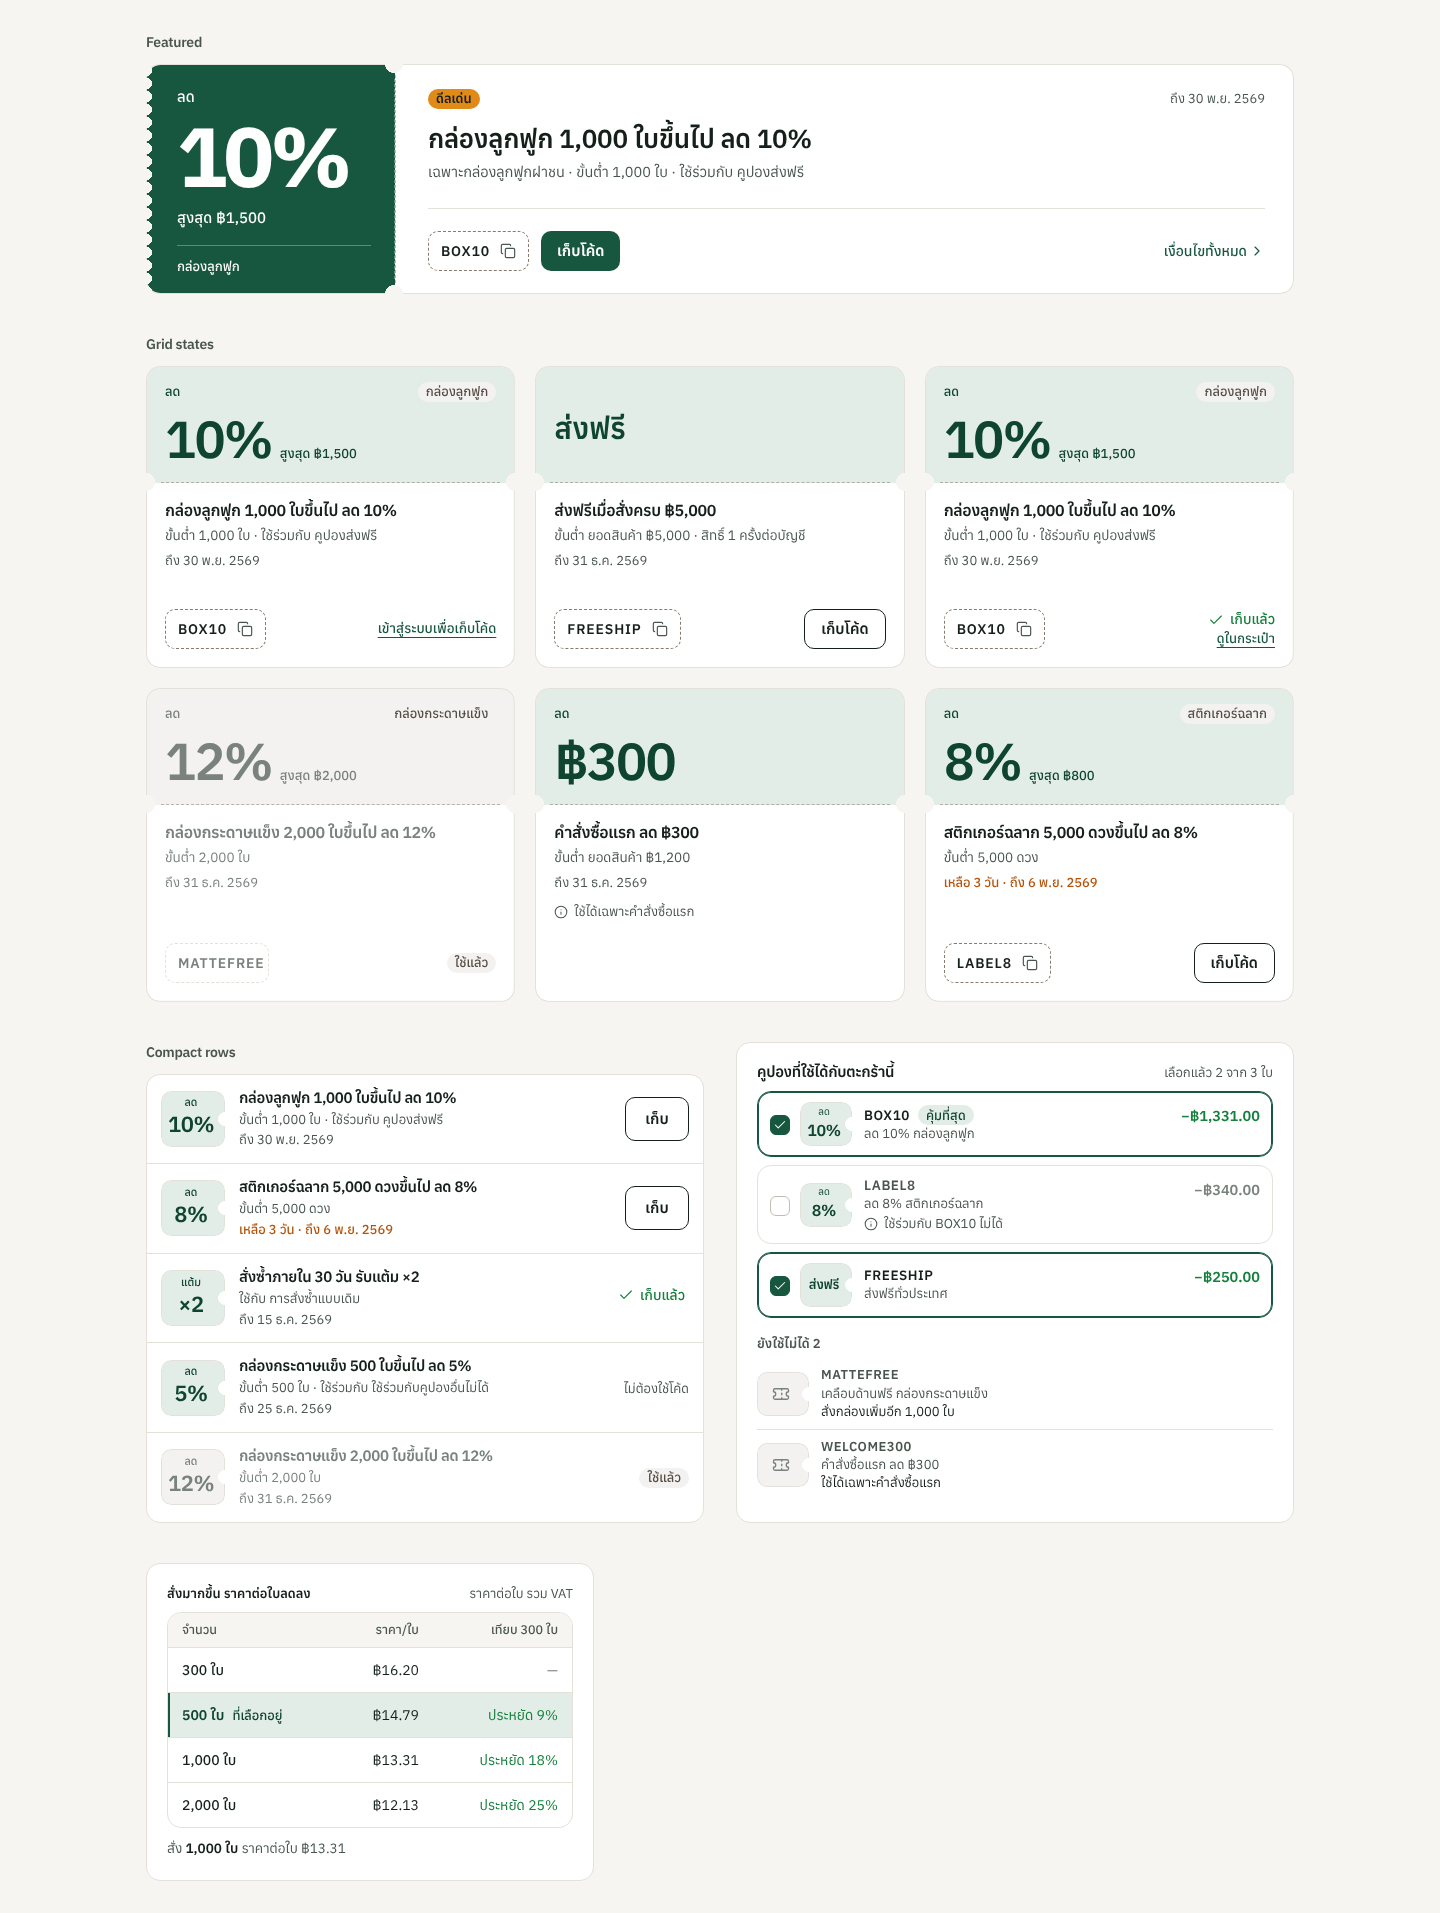 Featured
ลด
10%
สูงสุด ฿1,500
กล่องลูกฟูก
ดีลเด่น
ถึง 30 พ.ย. 2569
กล่องลูกฟูก 1,000 ใบขึ้นไป ลด 10%
เฉพาะกล่องลูกฟูกฝาชน · ขั้นต่ำ 1,000 ใบ · ใช้ร่วมกับ คูปองส่งฟรี
BOX10
เก็บโค้ด
เงื่อนไขทั้งหมด
Grid states
ลด
กล่องลูกฟูก
10% สูงสุด ฿1,500
กล่องลูกฟูก 1,000 ใบขึ้นไป ลด 10%
ขั้นต่ำ 1,000 ใบ · ใช้ร่วมกับ คูปองส่งฟรี
ถึง 30 พ.ย. 2569
BOX10
เข้าสู่ระบบเพื่อเก็บโค้ด
ส่งฟรี
ส่งฟรีเมื่อสั่งครบ ฿5,000
ขั้นต่ำ ยอดสินค้า ฿5,000 · สิทธิ์ 1 ครั้งต่อบัญชี
ถึง 31 ธ.ค. 2569
FREESHIP
เก็บโค้ด
ลด
กล่องลูกฟูก
10% สูงสุด ฿1,500
กล่องลูกฟูก 1,000 ใบขึ้นไป ลด 10%
ขั้นต่ำ 1,000 ใบ · ใช้ร่วมกับ คูปองส่งฟรี
ถึง 30 พ.ย. 2569
BOX10
เก็บแล้ว
ดูในกระเป๋า
ลด
กล่องกระดาษแข็ง
12% สูงสุด ฿2,000
กล่องกระดาษแข็ง 2,000 ใบขึ้นไป ลด 12%
ขั้นต่ำ 2,000 ใบ
ถึง 31 ธ.ค. 2569
MATTEFREE
ใช้แล้ว
ลด
฿300
คำสั่งซื้อแรก ลด ฿300
ขั้นต่ำ ยอดสินค้า ฿1,200
ถึง 31 ธ.ค. 2569
ใช้ได้เฉพาะคำสั่งซื้อแรก
ลด
สติกเกอร์ฉลาก
8% สูงสุด ฿800
สติกเกอร์ฉลาก 5,000 ดวงขึ้นไป ลด 8%
ขั้นต่ำ 5,000 ดวง
เหลือ 3 วัน · ถึง 6 พ.ย. 2569
LABEL8
เก็บโค้ด
Compact rows
ลด
10%
กล่องลูกฟูก 1,000 ใบขึ้นไป ลด 10%
ขั้นต่ำ 1,000 ใบ · ใช้ร่วมกับ คูปองส่งฟรี
ถึง 30 พ.ย. 2569
เก็บ
ลด
8%
สติกเกอร์ฉลาก 5,000 ดวงขึ้นไป ลด 8%
ขั้นต่ำ 5,000 ดวง
เหลือ 3 วัน · ถึง 6 พ.ย. 2569
เก็บ
แต้ม
×2
สั่งซ้ำภายใน 30 วัน รับแต้ม ×2
ใช้กับ การสั่งซ้ำแบบเดิม
ถึง 15 ธ.ค. 2569
เก็บแล้ว
ลด
5%
กล่องกระดาษแข็ง 500 ใบขึ้นไป ลด 5%
ขั้นต่ำ 500 ใบ · ใช้ร่วมกับ ใช้ร่วมกับคูปองอื่นไม่ได้
ถึง 25 ธ.ค. 2569
ไม่ต้องใช้โค้ด
ลด
12%
กล่องกระดาษแข็ง 2,000 ใบขึ้นไป ลด 12%
ขั้นต่ำ 2,000 ใบ
ถึง 31 ธ.ค. 2569
ใช้แล้ว
คูปองที่ใช้ได้กับตะกร้านี้
เลือกแล้ว 2 จาก 3 ใบ
ลด
10%
BOX10 คุ้มที่สุด
ลด 10% กล่องลูกฟูก
−฿1,331.00
ลด
8%
LABEL8
ลด 8% สติกเกอร์ฉลาก
ใช้ร่วมกับ BOX10 ไม่ได้
−฿340.00
ส่งฟรี
FREESHIP
ส่งฟรีทั่วประเทศ
−฿250.00
ยังใช้ไม่ได้ 2
MATTEFREE
เคลือบด้านฟรี กล่องกระดาษแข็ง
สั่งกล่องเพิ่มอีก 1,000 ใบ
WELCOME300
คำสั่งซื้อแรก ลด ฿300
ใช้ได้เฉพาะคำสั่งซื้อแรก
สั่งมากขึ้น ราคาต่อใบลดลง
ราคาต่อใบ รวม VAT
จำนวน ราคา/ใบ เทียบ 300 ใบ
300 ใบ ฿16.20 —
500 ใบ ที่เลือกอยู่ ฿14.79 ประหยัด 9%
1,000 ใบ ฿13.31 ประหยัด 18%
2,000 ใบ ฿12.13 ประหยัด 25%
สั่ง 1,000 ใบ ราคาต่อใบ ฿13.31